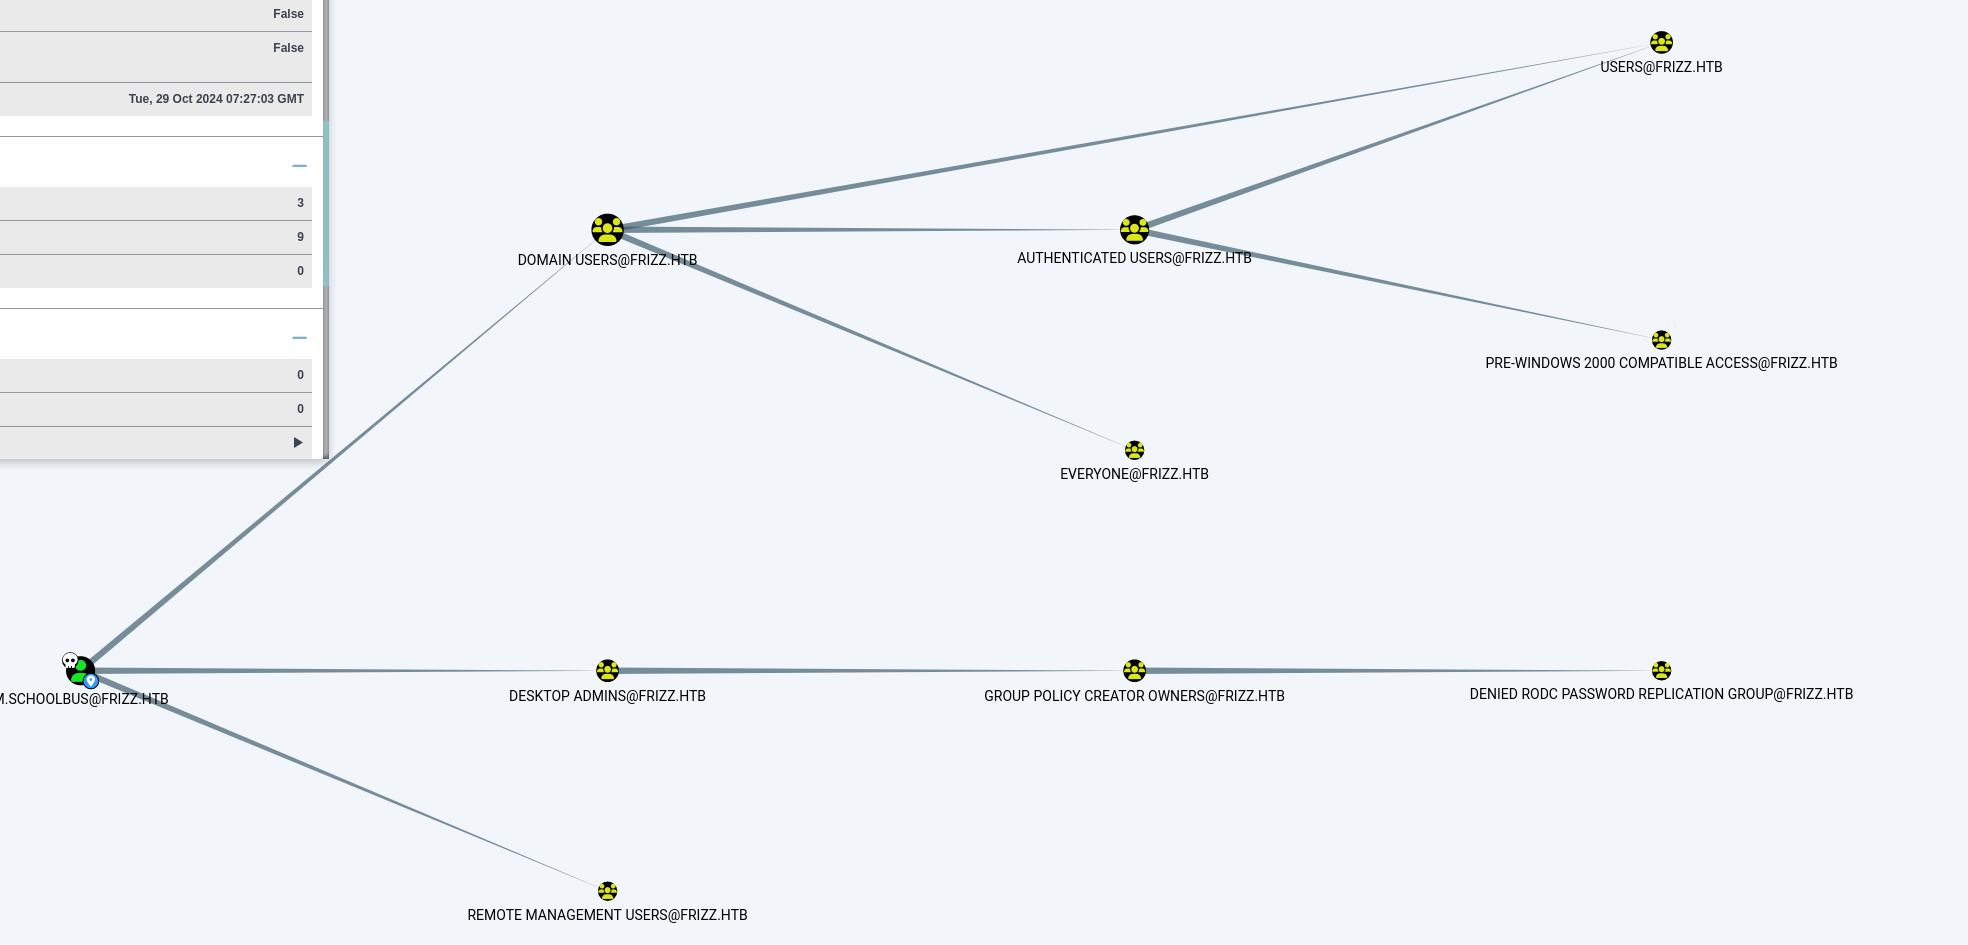 False
False
Tue, 29 Oct 2024 07:27:03 GMT
3
9
0
0
0
USERS@FRIZZ.HTB
DOMAIN USERS@FRIZZ.HTB
AUTHENTICATED USERS@FRIZZ.HTB
PRE-WINDOWS 2000 COMPATIBLE ACCESS@FRIZZ.HTB
EVERYONE@FRIZZ.HTB
M.SCHOOLBUS@FRIZZ.HTB
DESKTOP ADMINS@FRIZZ.HTB
GROUP POLICY CREATOR OWNERS@FRIZZ.HTB
DENIED RODC PASSWORD REPLICATION GROUP@FRIZZ.HTB
REMOTE MANAGEMENT USERS@FRIZZ.HTB